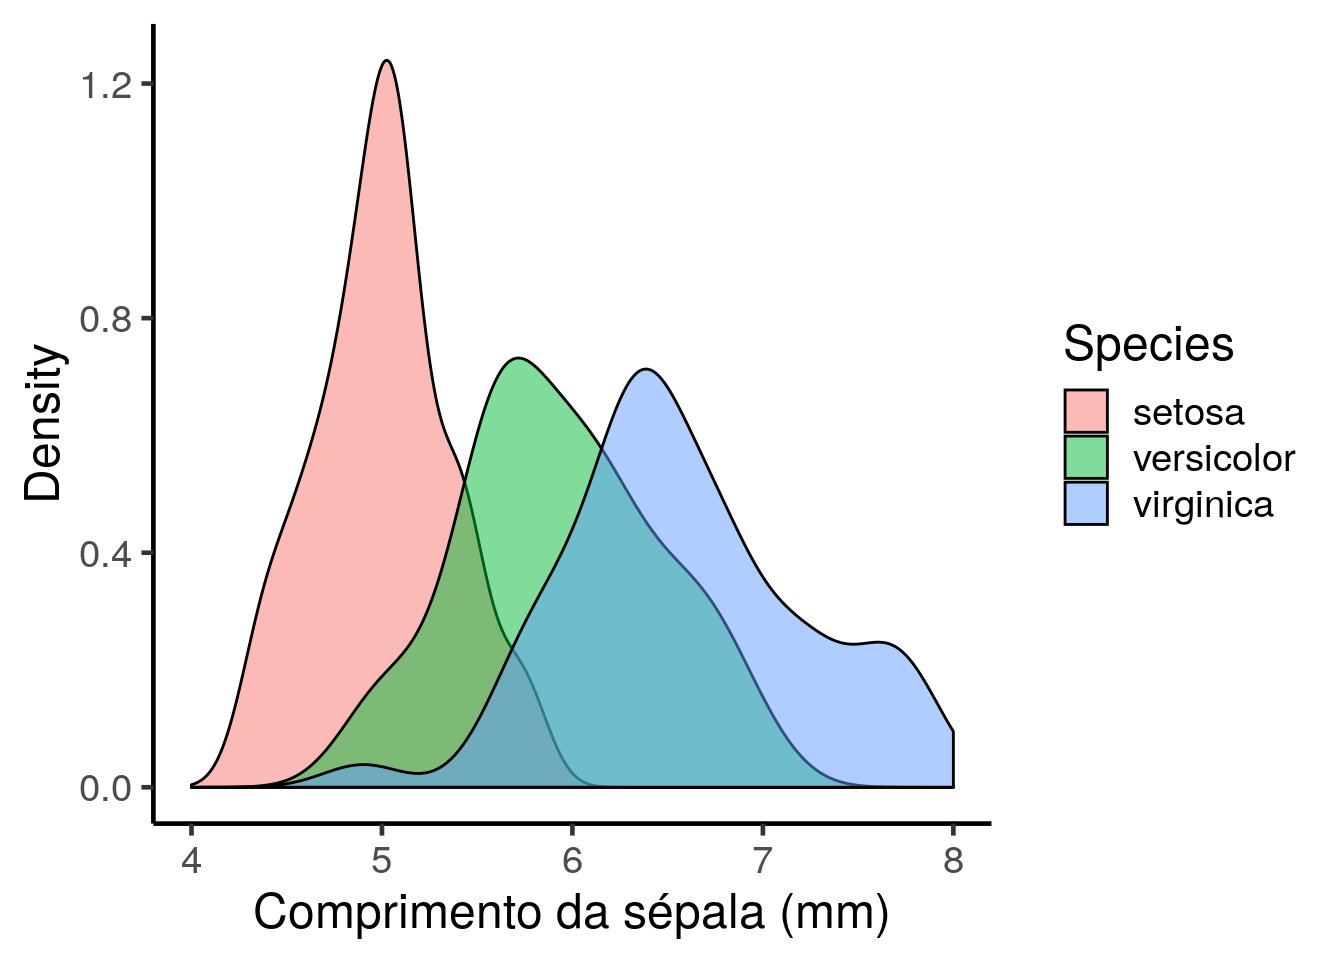 1.2
0.8
0.4
0.0
Density
4 5 6 7 8
Comprimento da sépala (mm)
Species
setosa
versicolor
virginica